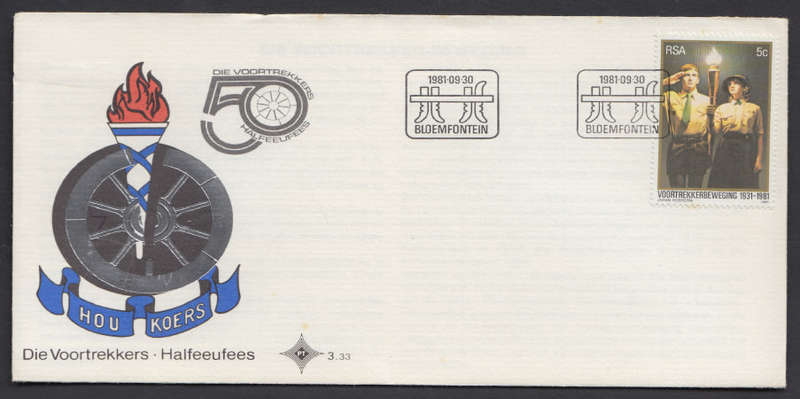 DIE VOORTREKKERS
50
HALFEEUFEES
1981·09·30
BLOEMFONTEIN
1981·09·30
BLOEMFONTEIN
RSA 5c
VOORTREKKERBEWEGING 1931-1981
HOU KOERS
Die Voortrekkers · Halfeeufees
PT
3.33